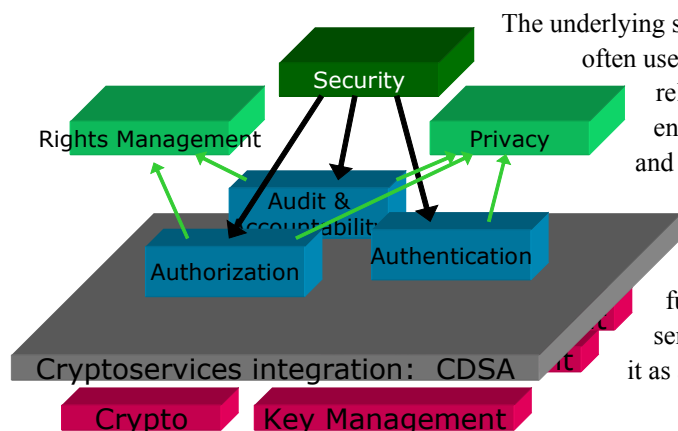 The underlying s
often use
rel
en
and
Security
Rights Management
Privacy
Audit &
Accountability
Authorization
Authentication
fu
ser
it as
Cryptoservices integration: CDSA
Crypto
Key Management